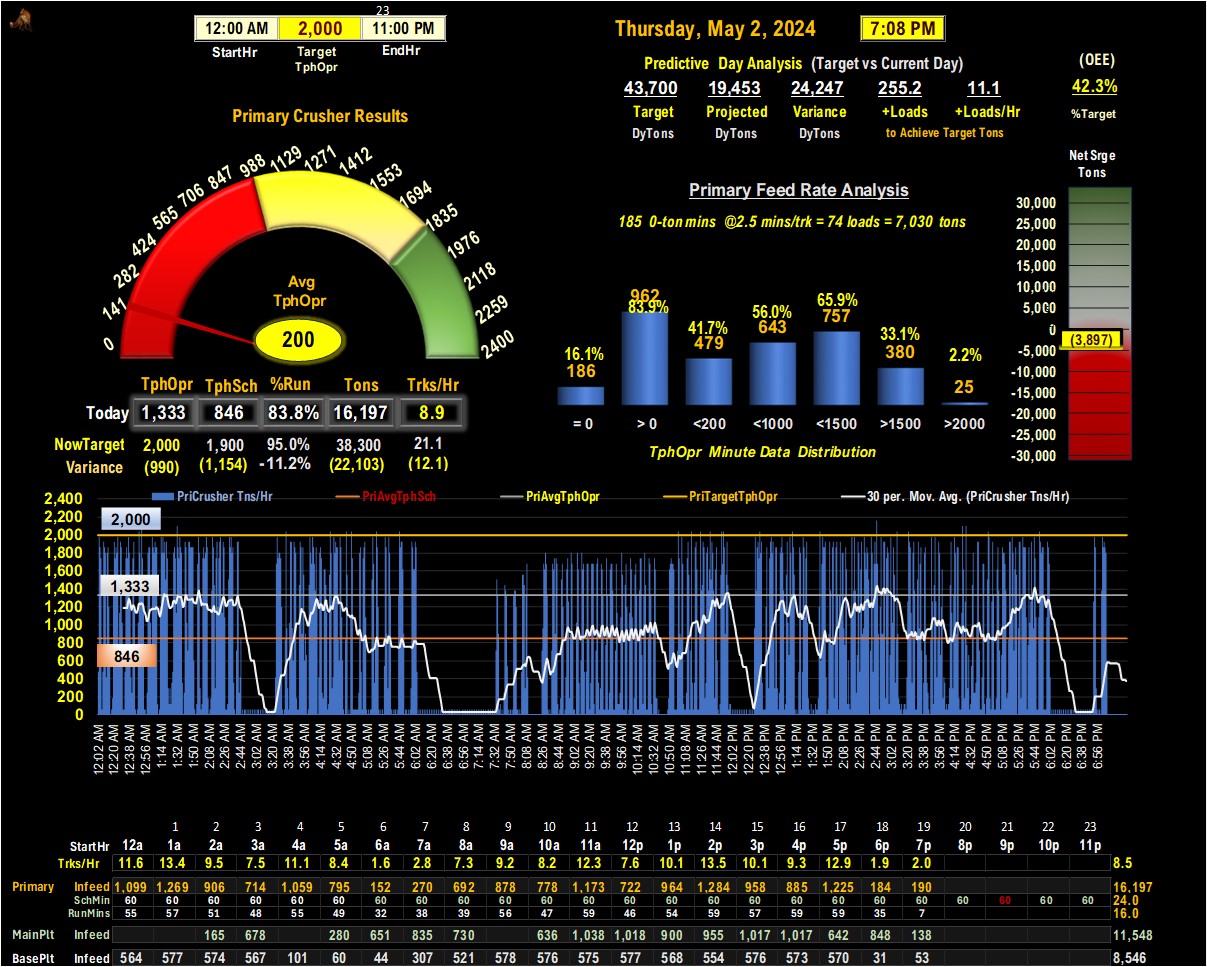 23
12:00 AM 2,000 11:00 PM
StartHr Target TphOpr EndHr
Thursday, May 2, 2024 7:08 PM
Predictive Day Analysis (Target vs Current Day)
43,700 19,453 24,247 255.2 11.1
Target Projected Variance +Loads +Loads/Hr
DyTons DyTons DyTons to Achieve Target Tons
(OEE)
42.3%
%Target
Primary Crusher Results
0 141 282 424 565 706 847 988 1129 1271 1412 1553 1694 1835 1976 2118 2259 2400
Avg
TphOpr
200
TphOpr TphSch %Run Tons Trks/Hr
Today 1,333 846 83.8% 16,197 8.9
NowTarget 2,000 1,900 95.0% 38,300 21.1
Variance (990) (1,154) -11.2% (22,103) (12.1)
Primary Feed Rate Analysis
185 0-ton mins @2.5 mins/trk = 74 loads = 7,030 tons
16.1% 83.9% 41.7% 56.0% 65.9% 33.1% 2.2%
186 962 479 643 757 380 25
= 0 > 0 <200 <1000 <1500 >1500 >2000
TphOpr Minute Data Distribution
Net Srge
Tons
30,000
25,000
20,000
15,000
10,000
5,000
0
(3,897)
-5,000
-10,000
-15,000
-20,000
-25,000
-30,000
PriCrusher Tns/Hr PriAvgTphSch PriAvgTphOpr PriTargetTphOpr 30 per. Mov. Avg. (PriCrusher Tns/Hr)
2,400
2,200
2,000
1,800
1,600
1,400
1,200
1,000
800
600
400
200
0
2,000
1,333
846
12:02 AM 12:20 AM 12:38 AM 12:56 AM 1:14 AM 1:32 AM 1:50 AM 2:08 AM 2:26 AM 2:44 AM 3:02 AM 3:20 AM 3:38 AM 3:56 AM 4:14 AM 4:32 AM 4:50 AM 5:08 AM 5:26 AM 5:44 AM 6:02 AM 6:20 AM 6:38 AM 6:56 AM 7:14 AM 7:32 AM 7:50 AM 8:08 AM 8:26 AM 8:44 AM 9:02 AM 9:20 AM 9:38 AM 9:56 AM 10:14 AM 10:32 AM 10:50 AM 11:08 AM 11:26 AM 11:44 AM 12:02 PM 12:20 PM 12:38 PM 12:56 PM 1:14 PM 1:32 PM 1:50 PM 2:08 PM 2:26 PM 2:44 PM 3:02 PM 3:20 PM 3:38 PM 3:56 PM 4:14 PM 4:32 PM 4:50 PM 5:08 PM 5:26 PM 5:44 PM 6:02 PM 6:20 PM 6:38 PM 6:56 PM
1 2 3 4 5 6 7 8 9 10 11 12 13 14 15 16 17 18 19 20 21 22 23
StartHr 12a 1a 2a 3a 4a 5a 6a 7a 8a 9a 10a 11a 12p 1p 2p 3p 4p 5p 6p 7p 8p 9p 10p 11p
Trks/Hr 11.6 13.4 9.5 7.5 11.1 8.4 1.6 2.8 7.3 9.2 8.2 12.3 7.6 10.1 13.5 10.1 9.3 12.9 1.9 2.0 8.5
Primary Infeed 1,099 1,269 906 714 1,059 795 152 270 692 878 778 1,173 722 964 1,284 958 885 1,225 184 190 16,197
SchMin 60 60 60 60 60 60 60 60 60 60 60 60 60 60 60 60 60 60 60 60 60 60 60 60 24.0
RunMins 55 57 51 48 55 49 32 38 39 56 47 59 46 54 59 57 59 59 35 7 16.0
MainPlt Infeed 165 678 280 651 835 730 636 1,038 1,018 900 955 1,017 1,017 642 848 138 11,548
BasePlt Infeed 564 577 574 567 101 60 44 307 521 578 576 575 577 568 554 576 573 570 31 53 8,546